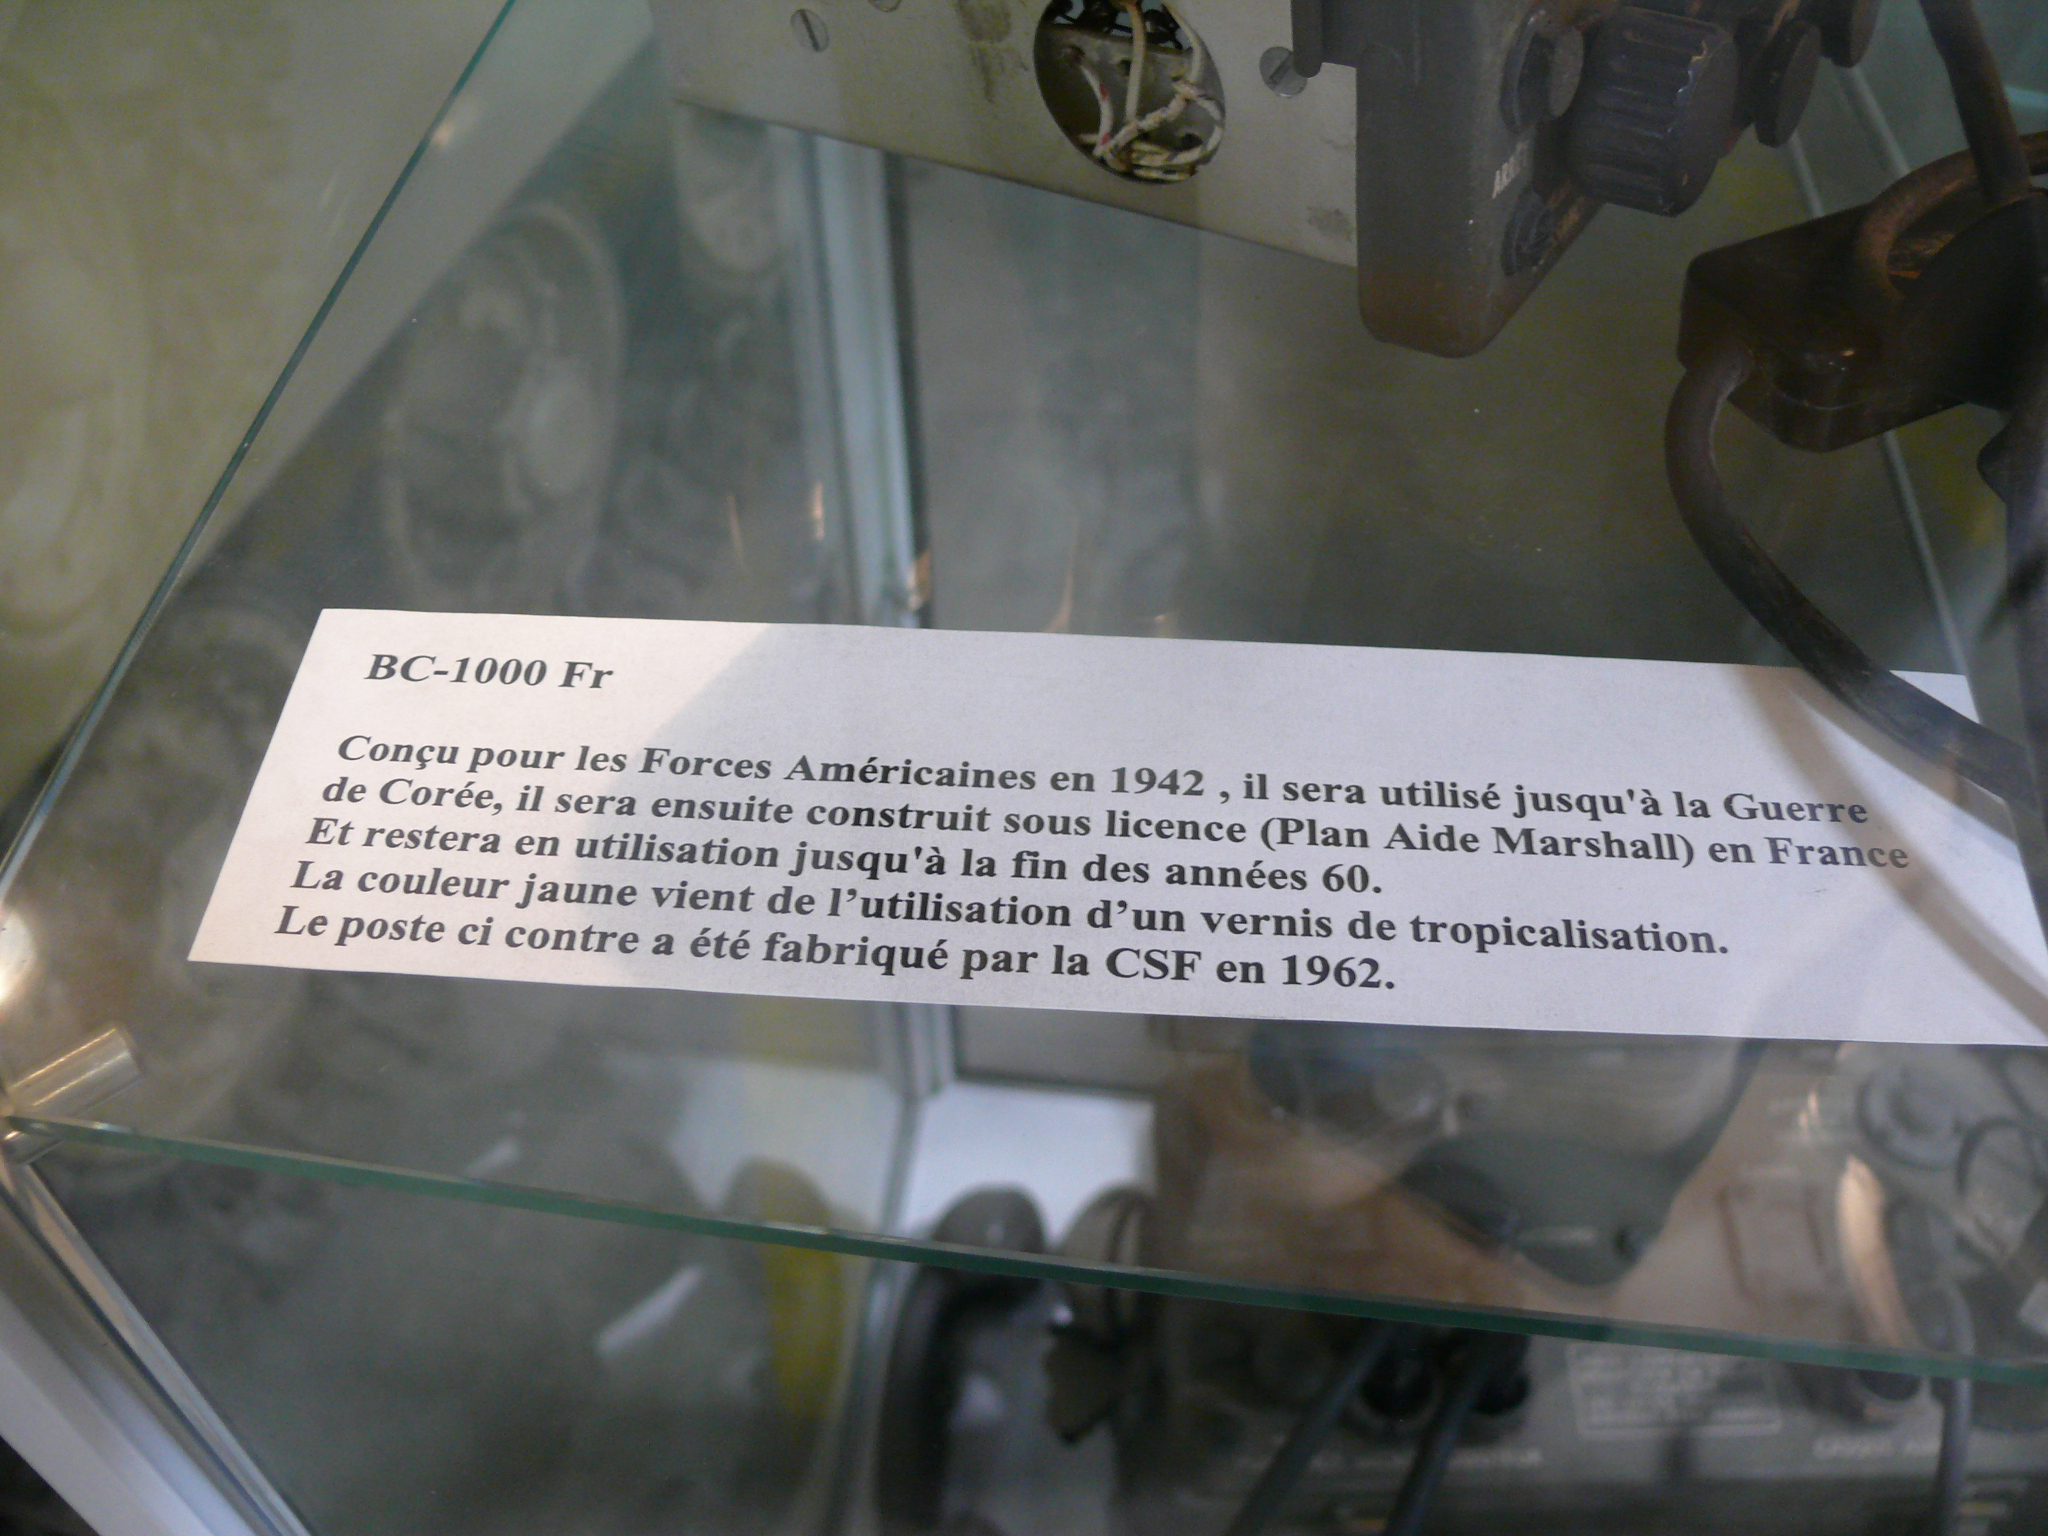 BC-1000 Fr
Conçu pour les Forces Américaines en 1942 , il sera utilisé jusqu'à la Guerre
de Corée, il sera ensuite construit sous licence (Plan Aide Marshall) en France
Et restera en utilisation jusqu'à la fin des années 60.
La couleur jaune vient de l’utilisation d’un vernis de tropicalisation.
Le poste ci contre a été fabriqué par la CSF en 1962.